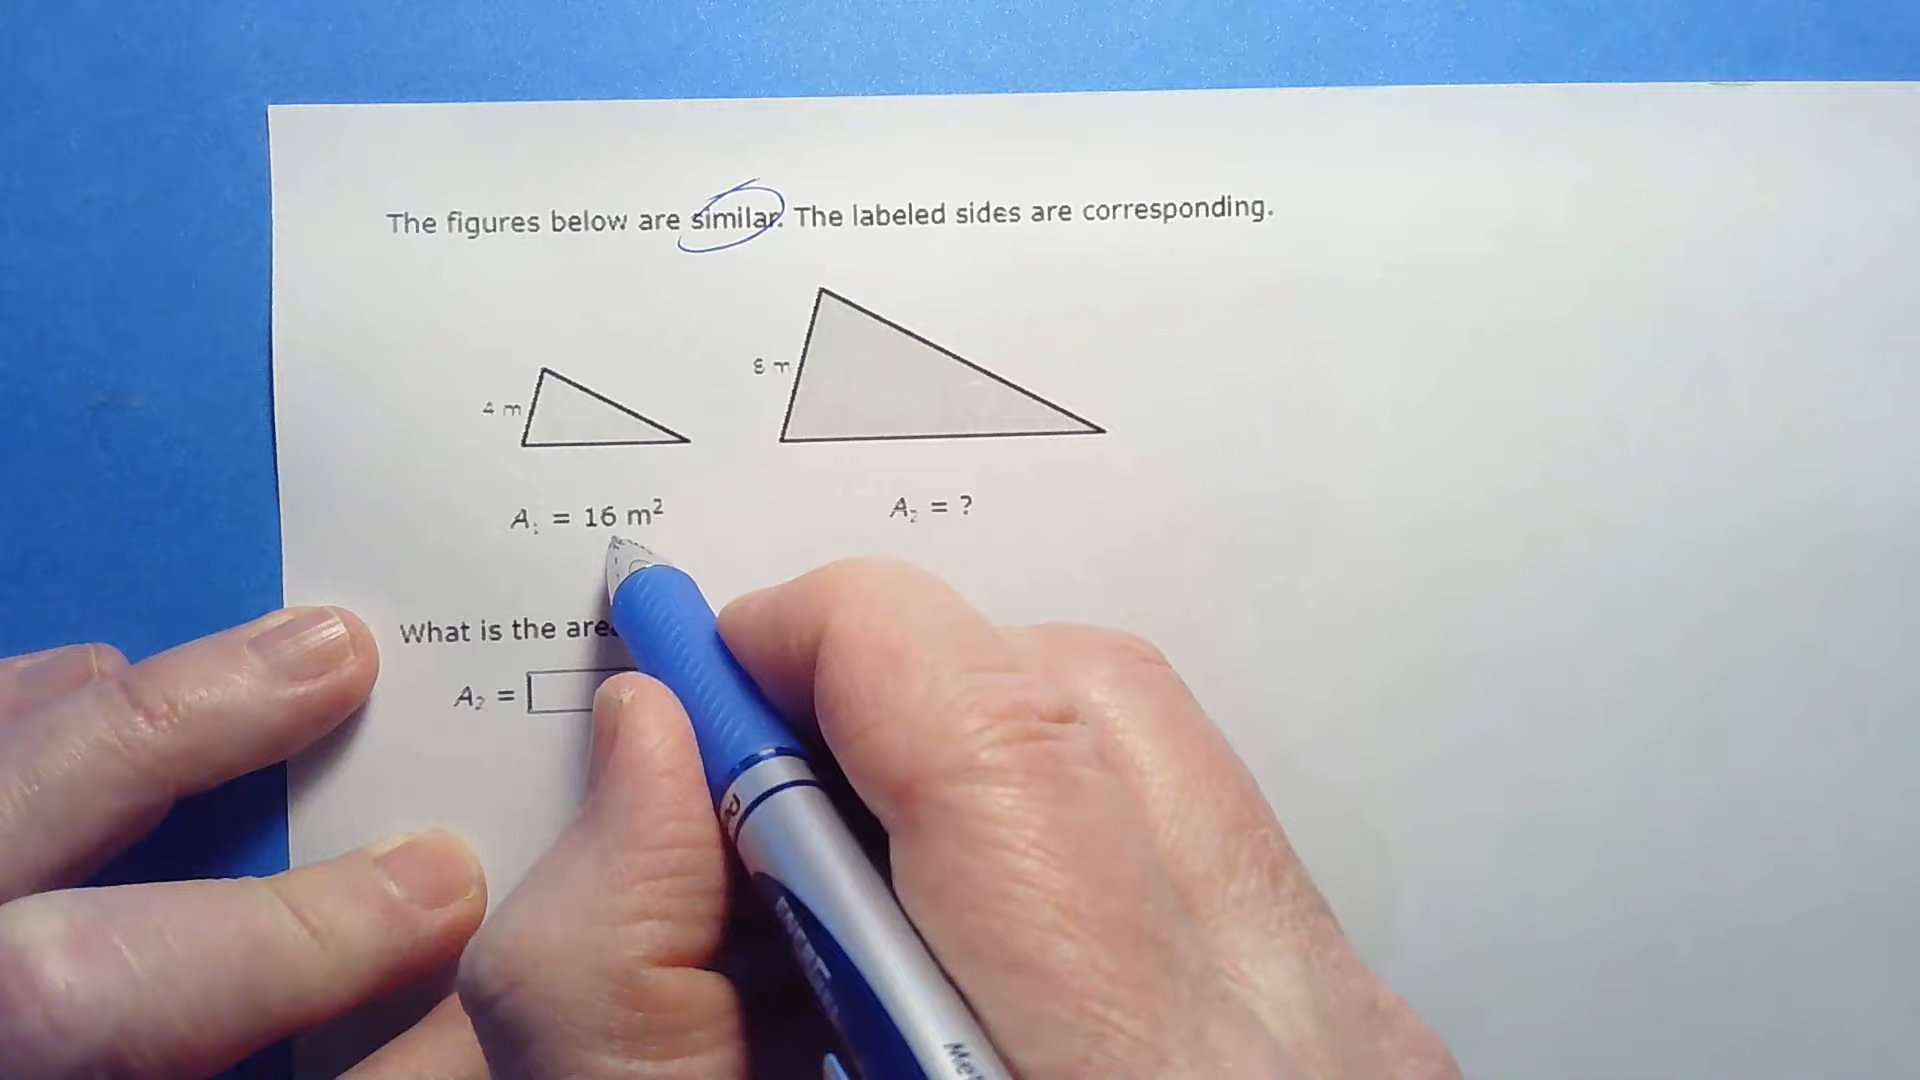 The figures below are similar. The labeled sides are corresponding.
8 m
4 m
A₁ = 16 m²
A₂ = ?
What is the area
A₂ =